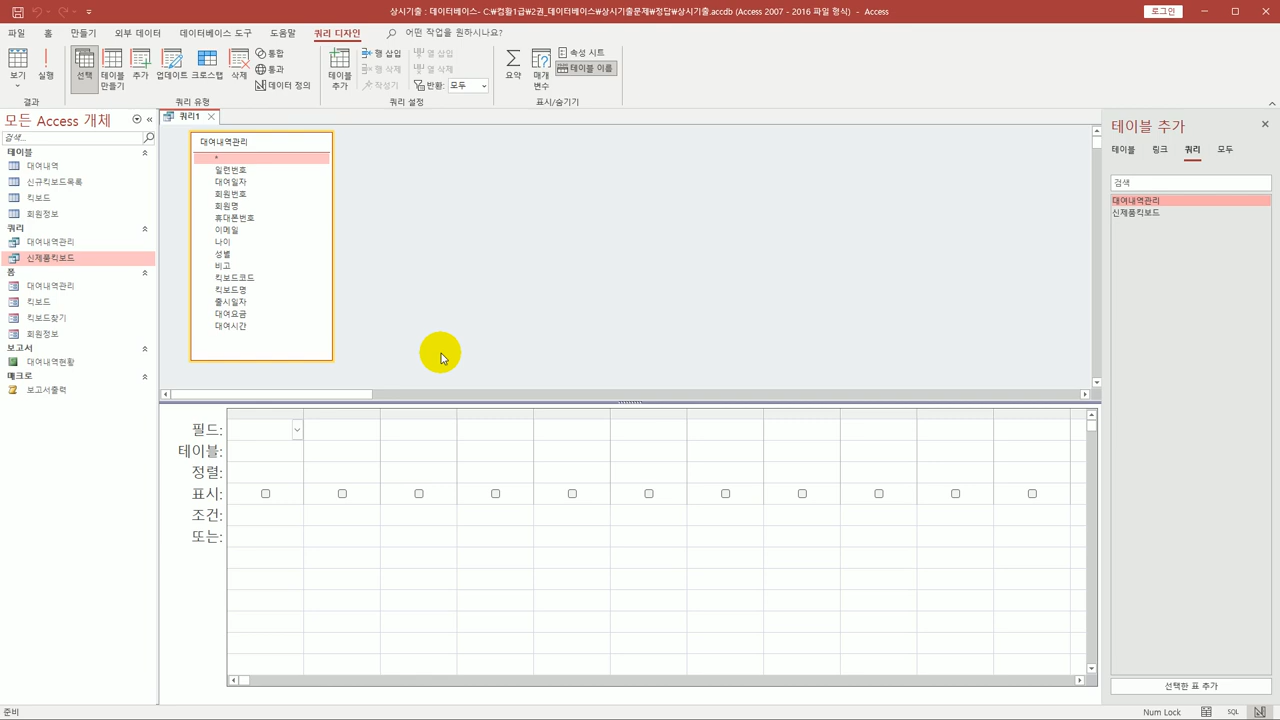 상시기술 : 데이터베이스- C:₩컴활1급₩2권_데이터베이스₩상시기출문제₩정답₩상시기술.accdb (Access 2007 - 2016 파일 형식) - Access
로그인
파일 홈 만들기 외부 데이터 데이터베이스 도구 도움말 쿼리 디자인 어떤 작업을 원하시나요?
보기 실행 선택 테이블 만들기 추가 업데이트 크로스탭 삭제
통합
통과
데이터 정의
테이블 추가
행 삽입
행 삭제
작성기
열 삽입
열 삭제
반환: 모두
요약 매개 변수
속성 시트
테이블 이름
결과 쿼리 유형 쿼리 설정 표시/숨기기
모든 Access 개체
검색...
테이블
대여내역
신규킥보드목록
킥보드
회원정보
쿼리
대여내역관리
신제품킥보드
폼
대여내역관리
킥보드
킥보드찾기
회원정보
보고서
대여내역현황
매크로
보고서출력
쿼리1
대여내역관리
*
일련번호
대여일자
회원번호
회원명
휴대폰번호
이메일
나이
성별
비고
킥보드코드
킥보드명
출시일자
대여요금
대여시간
필드:
테이블:
정렬:
표시:
조건:
또는:
테이블 추가
테이블 링크 쿼리 모두
검색
대여내역관리
신제품킥보드
선택한 표 추가
준비
Num Lock
SQL